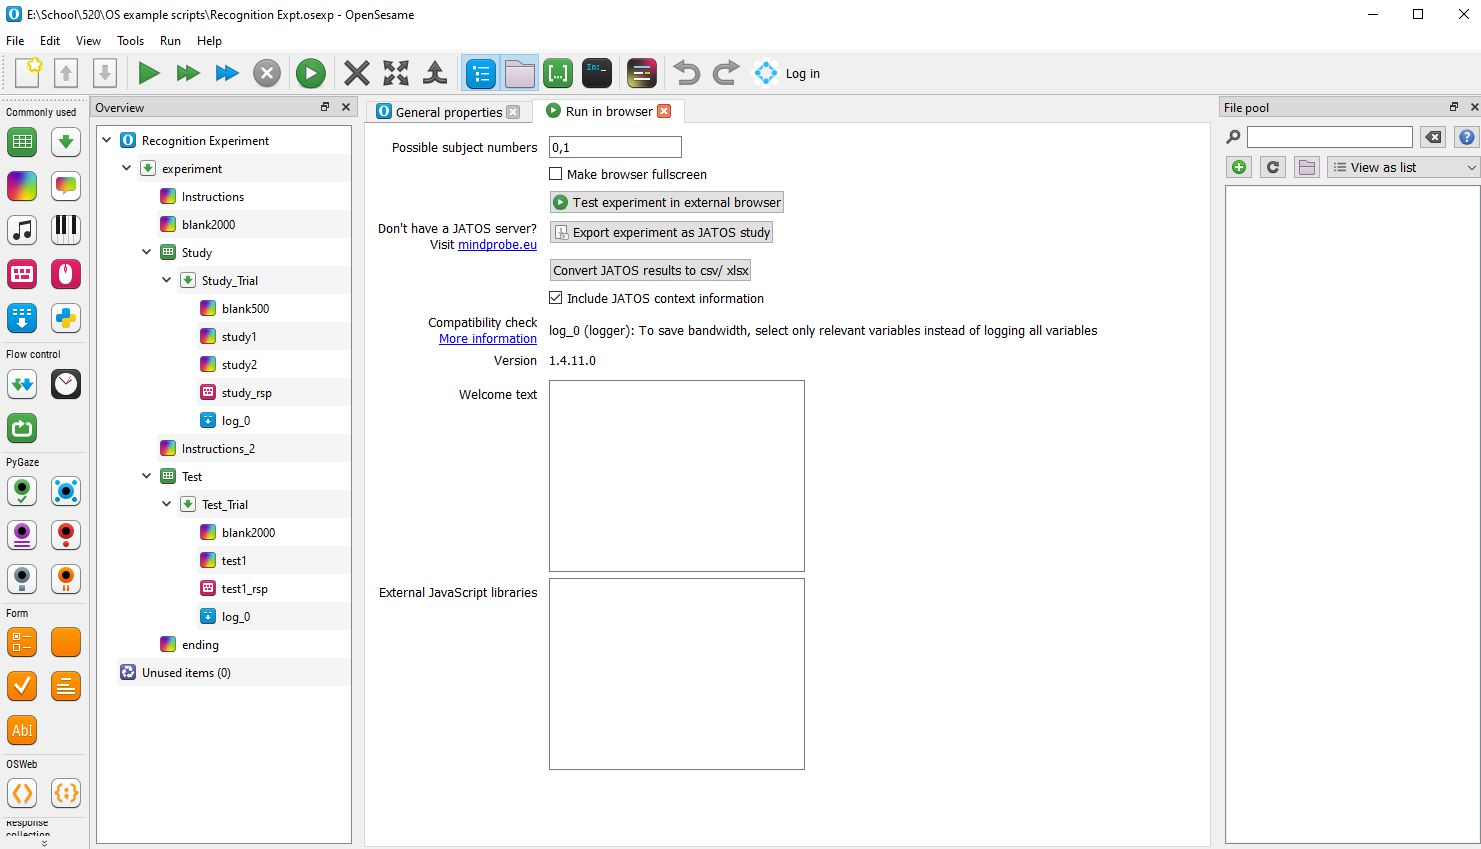 E:\School\520\OS example scripts\Recognition Expt.osexp - OpenSesame
File Edit View Tools Run Help
In:_
Log in
Commonly used
Flow control
PyGaze
Form
AbI
OSWeb
Response
collection
Overview
Recognition Experiment
experiment
Instructions
blank2000
Study
Study_Trial
blank500
study1
study2
study_rsp
log_0
Instructions_2
Test
Test_Trial
blank2000
test1
test1_rsp
log_0
ending
Unused items (0)
General properties
Run in browser
Possible subject numbers 0,1
Make browser fullscreen
Test experiment in external browser
Don't have a JATOS server?
Visit mindprobe.eu
Export experiment as JATOS study
Convert JATOS results to csv/ xlsx
Include JATOS context information
Compatibility check
More information
log_0 (logger): To save bandwidth, select only relevant variables instead of logging all variables
Version 1.4.11.0
Welcome text
External JavaScript libraries
File pool
View as list